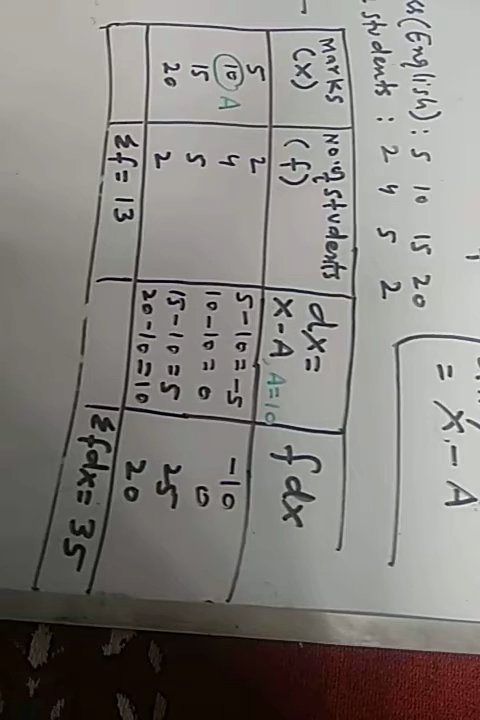 (English) : 5 10 15 20
students : 2 4 5 2
= X - A
Marks (X) No. of students (f) dx = X - A A=10 fdx
5 2 5-10=-5 -10
10 A 4 10-10=0 0
15 5 15-10=5 25
20 2 20-10=10 20
Σf=13 Σfdx=35